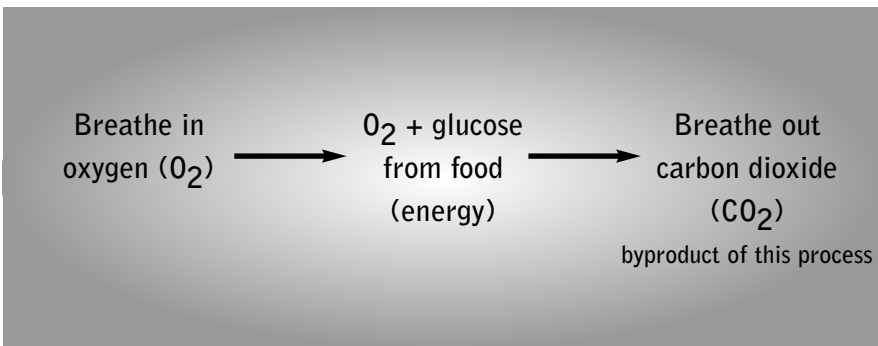 Breathe in
oxygen (O₂)
O₂ + glucose
from food
(energy)
Breathe out
carbon dioxide
(CO₂)
byproduct of this process